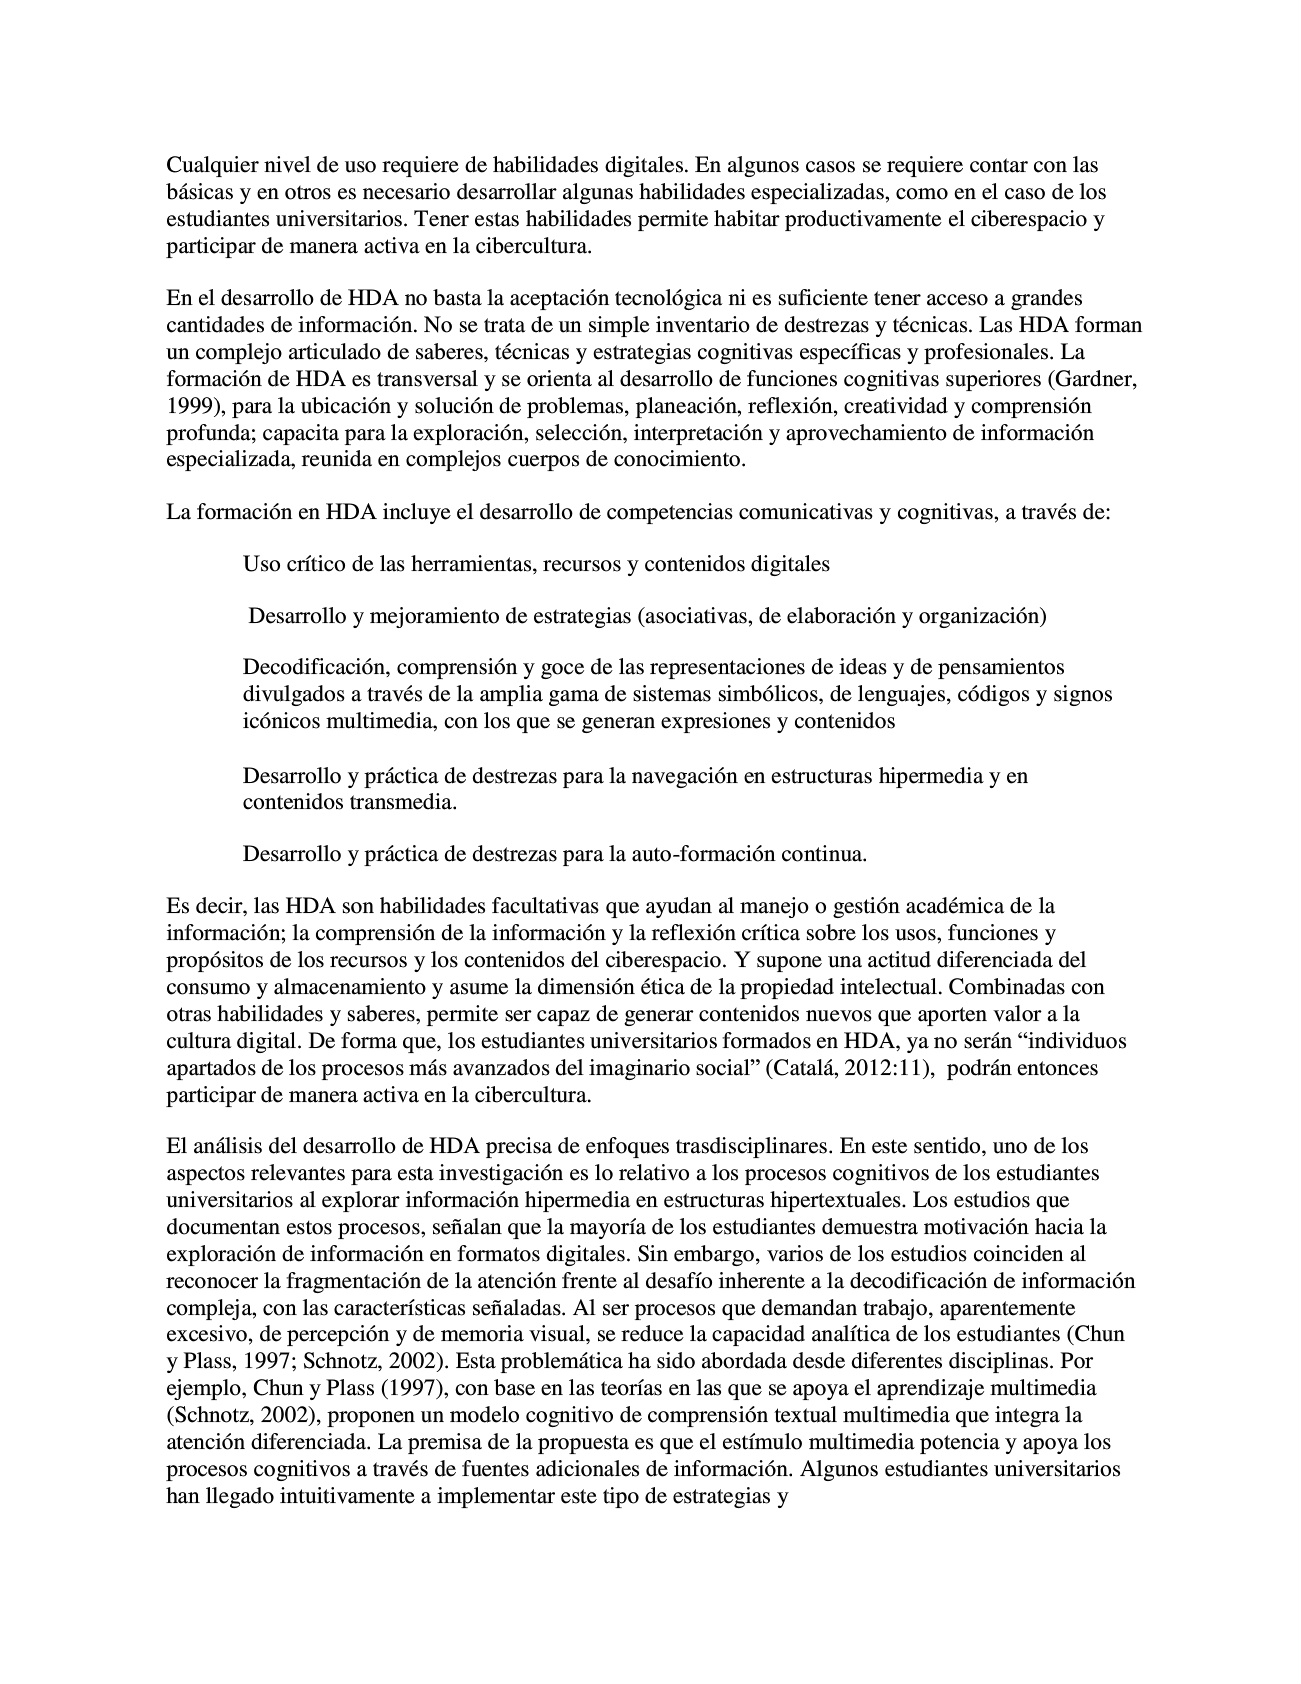 Cualquier nivel de uso requiere de habilidades digitales. En algunos casos se requiere contar con las
básicas y en otros es necesario desarrollar algunas habilidades especializadas, como en el caso de los
estudiantes universitarios. Tener estas habilidades permite habitar productivamente el ciberespacio y
participar de manera activa en la cibercultura.
En el desarrollo de HDA no basta la aceptación tecnológica ni es suficiente tener acceso a grandes
cantidades de información. No se trata de un simple inventario de destrezas y técnicas. Las HDA forman
un complejo articulado de saberes, técnicas y estrategias cognitivas específicas y profesionales. La
formación de HDA es transversal y se orienta al desarrollo de funciones cognitivas superiores (Gardner,
1999), para la ubicación y solución de problemas, planeación, reflexión, creatividad y comprensión
profunda; capacita para la exploración, selección, interpretación y aprovechamiento de información
especializada, reunida en complejos cuerpos de conocimiento.
La formación en HDA incluye el desarrollo de competencias comunicativas y cognitivas, a través de:
Uso crítico de las herramientas, recursos y contenidos digitales
Desarrollo y mejoramiento de estrategias (asociativas, de elaboración y organización)
Decodificación, comprensión y goce de las representaciones de ideas y de pensamientos
divulgados a través de la amplia gama de sistemas simbólicos, de lenguajes, códigos y signos
icónicos multimedia, con los que se generan expresiones y contenidos
Desarrollo y práctica de destrezas para la navegación en estructuras hipermedia y en
contenidos transmedia.
Desarrollo y práctica de destrezas para la auto-formación continua.
Es decir, las HDA son habilidades facultativas que ayudan al manejo o gestión académica de la
información; la comprensión de la información y la reflexión crítica sobre los usos, funciones y
propósitos de los recursos y los contenidos del ciberespacio. Y supone una actitud diferenciada del
consumo y almacenamiento y asume la dimensión ética de la propiedad intelectual. Combinadas con
otras habilidades y saberes, permite ser capaz de generar contenidos nuevos que aporten valor a la
cultura digital. De forma que, los estudiantes universitarios formados en HDA, ya no serán “individuos
apartados de los procesos más avanzados del imaginario social” (Catalá, 2012:11), podrán entonces
participar de manera activa en la cibercultura.
El análisis del desarrollo de HDA precisa de enfoques trasdisciplinares. En este sentido, uno de los
aspectos relevantes para esta investigación es lo relativo a los procesos cognitivos de los estudiantes
universitarios al explorar información hipermedia en estructuras hipertextuales. Los estudios que
documentan estos procesos, señalan que la mayoría de los estudiantes demuestra motivación hacia la
exploración de información en formatos digitales. Sin embargo, varios de los estudios coinciden al
reconocer la fragmentación de la atención frente al desafío inherente a la decodificación de información
compleja, con las características señaladas. Al ser procesos que demandan trabajo, aparentemente
excesivo, de percepción y de memoria visual, se reduce la capacidad analítica de los estudiantes (Chun
y Plass, 1997; Schnotz, 2002). Esta problemática ha sido abordada desde diferentes disciplinas. Por
ejemplo, Chun y Plass (1997), con base en las teorías en las que se apoya el aprendizaje multimedia
(Schnotz, 2002), proponen un modelo cognitivo de comprensión textual multimedia que integra la
atención diferenciada. La premisa de la propuesta es que el estímulo multimedia potencia y apoya los
procesos cognitivos a través de fuentes adicionales de información. Algunos estudiantes universitarios
han llegado intuitivamente a implementar este tipo de estrategias y